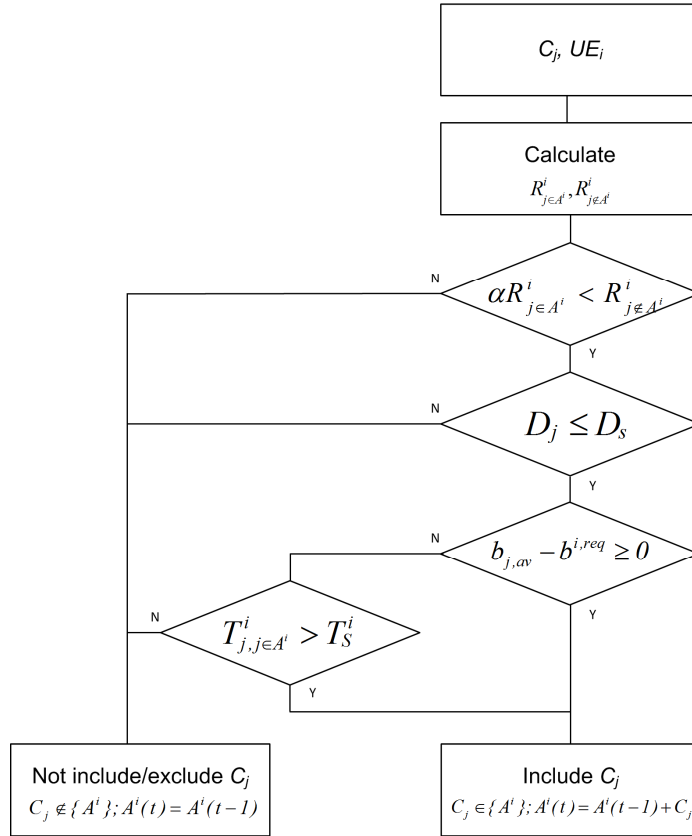 C_j, UE_i
Calculate
R^i_{j∈A^i}, R^i_{j∉A^i}
N
αR^i_{j∈A^i} < R^i_{j∉A^i}
Y
N
D_j ≤ D_s
Y
N
b_{j,av} − b^{i,req} ≥ 0
Y
N
T^i_{j,j∈A^i} > T^i_S
Y
Not include/exclude C_j
C_j ∉ {A^i}; A^i(t) = A^i(t−1)
Include C_j
C_j ∈ {A^i}; A^i(t) = A^i(t−1) + C_j